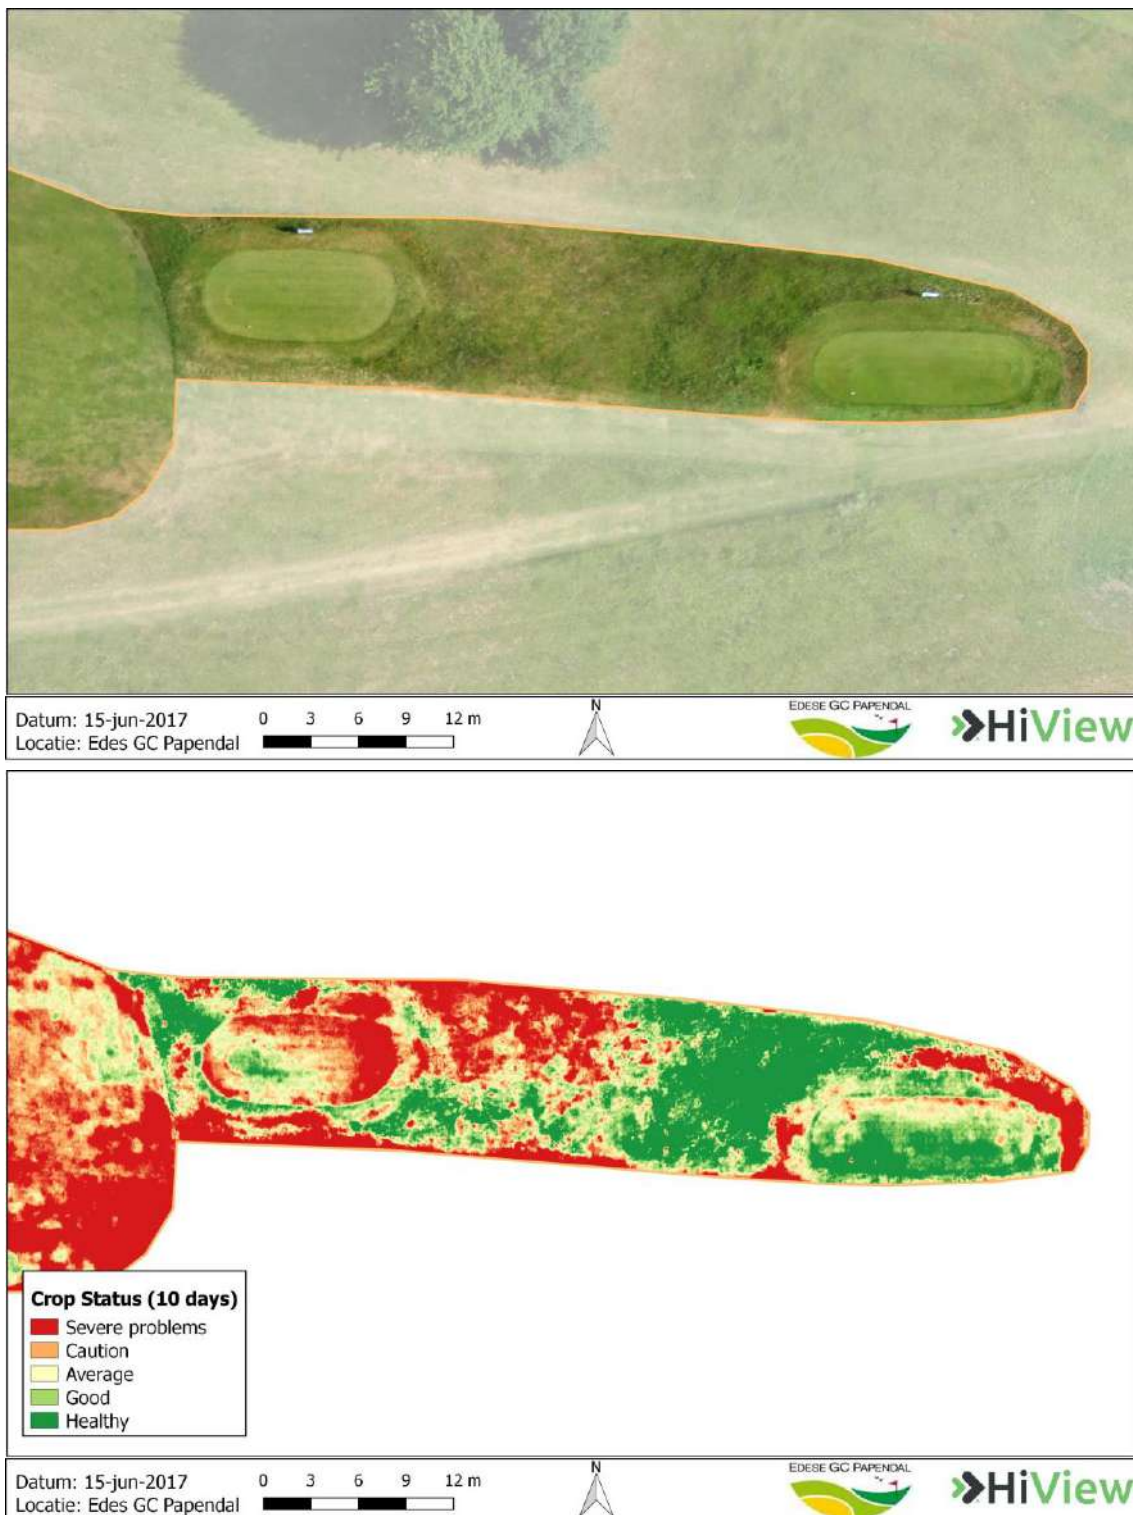 Datum: 15-jun-2017
Locatie: Edes GC Papendal
0 3 6 9 12 m
N
EDESE GC PAPENDAL
HiView
Crop Status (10 days)
Severe problems
Caution
Average
Good
Healthy
Datum: 15-jun-2017
Locatie: Edes GC Papendal
0 3 6 9 12 m
N
EDESE GC PAPENDAL
HiView